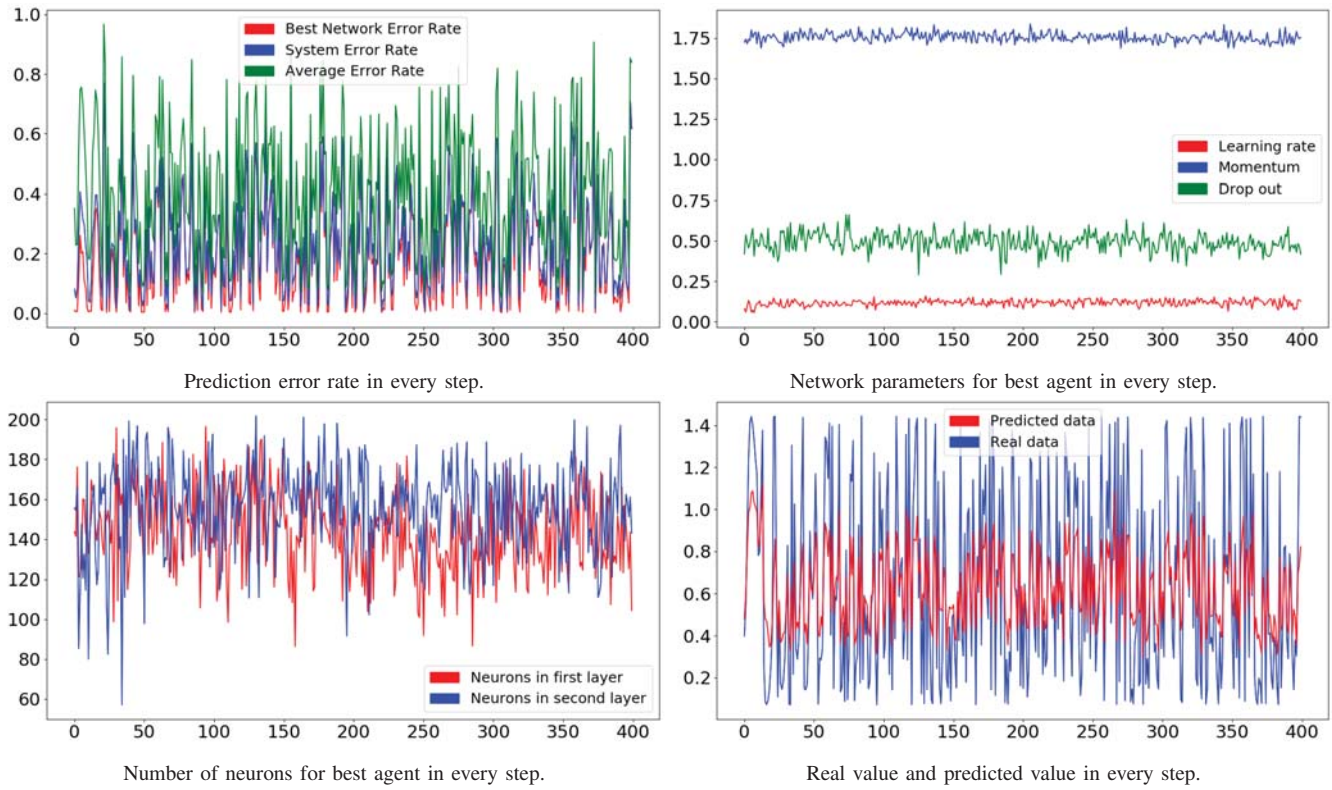 1.0
0.8
0.6
0.4
0.2
0.0
Best Network Error Rate
System Error Rate
Average Error Rate
0 50 100 150 200 250 300 350 400
Prediction error rate in every step.
1.75
1.50
1.25
1.00
0.75
0.50
0.25
0.00
Learning rate
Momentum
Drop out
0 50 100 150 200 250 300 350 400
Network parameters for best agent in every step.
200
180
160
140
120
100
80
60
Neurons in first layer
Neurons in second layer
0 50 100 150 200 250 300 350 400
Number of neurons for best agent in every step.
1.4
1.2
1.0
0.8
0.6
0.4
0.2
Predicted data
Real data
0 50 100 150 200 250 300 350 400
Real value and predicted value in every step.